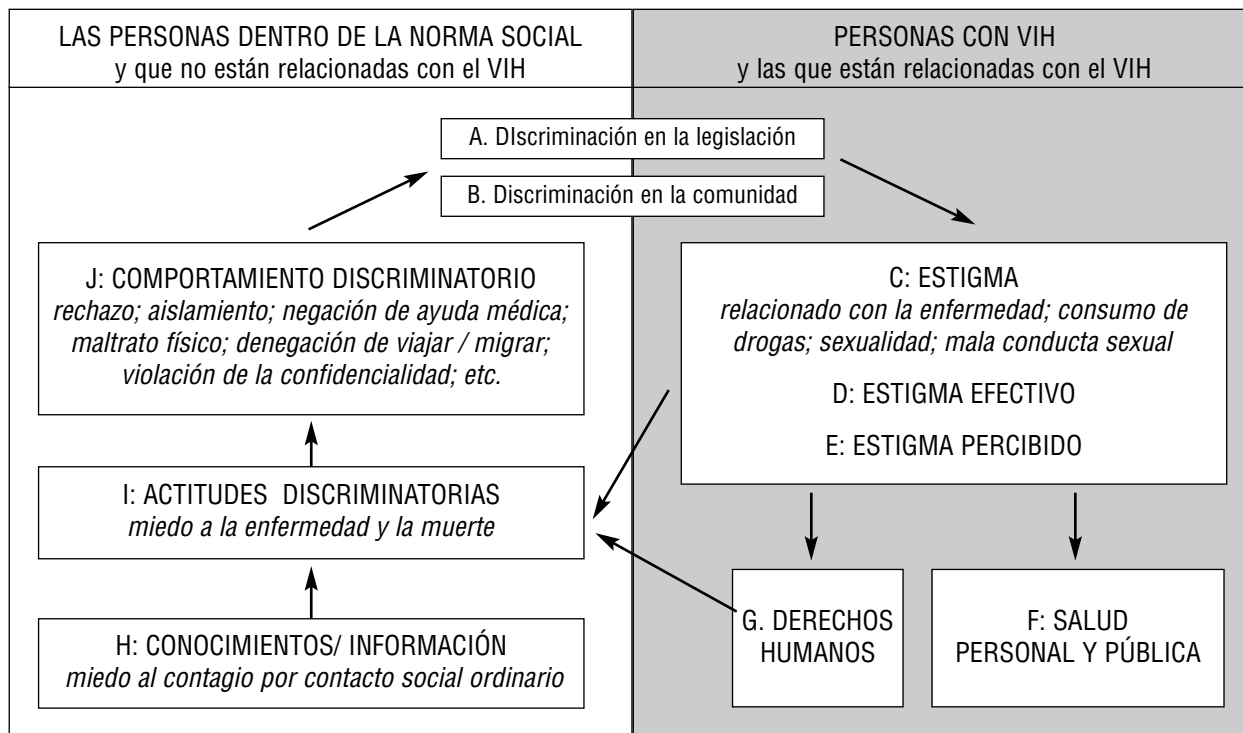 LAS PERSONAS DENTRO DE LA NORMA SOCIAL
y que no están relacionadas con el VIH
PERSONAS CON VIH
y las que están relacionadas con el VIH
A. DIscriminación en la legislación
B. Discriminación en la comunidad
J: COMPORTAMIENTO DISCRIMINATORIO
rechazo; aislamiento; negación de ayuda médica;
maltrato físico; denegación de viajar / migrar;
violación de la confidencialidad; etc.
C: ESTIGMA
relacionado con la enfermedad; consumo de
drogas; sexualidad; mala conducta sexual
D: ESTIGMA EFECTIVO
E: ESTIGMA PERCIBIDO
I: ACTITUDES DISCRIMINATORIAS
miedo a la enfermedad y la muerte
H: CONOCIMIENTOS/ INFORMACIÓN
miedo al contagio por contacto social ordinario
G. DERECHOS
HUMANOS
F: SALUD
PERSONAL Y PÚBLICA